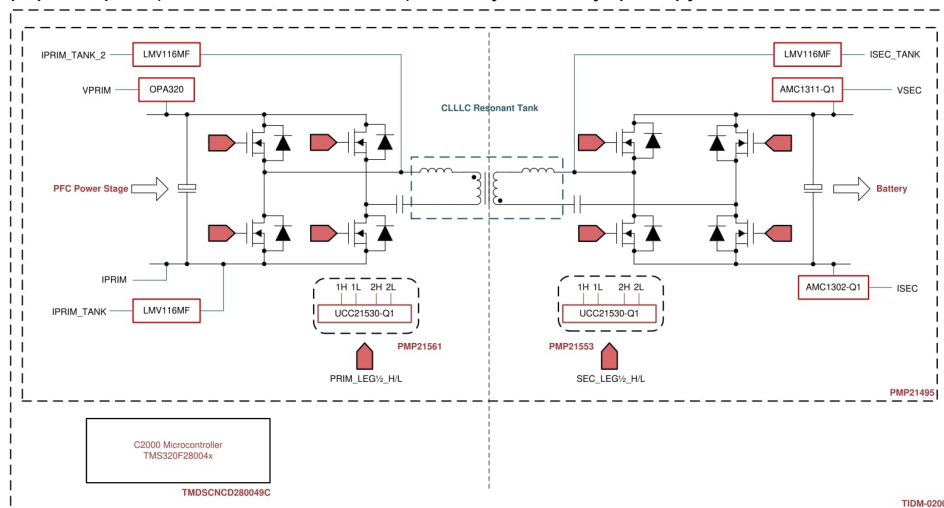 IPRIM_TANK_2
LMV116MF
LMV116MF
ISEC_TANK
VPRIM
OPA320
AMC1311-Q1
VSEC
CLLLC Resonant Tank
PFC Power Stage
Battery
IPRIM
AMC1302-Q1
ISEC
IPRIM_TANK
LMV116MF
1H 1L 2H 2L
UCC21530-Q1
PMP21561
PRIM_LEG½_H/L
1H 1L 2H 2L
UCC21530-Q1
PMP21553
SEC_LEG½_H/L
PMP21495
C2000 Microcontroller
TMS320F28004x
TMDSCNCD280049C
TIDM-0200